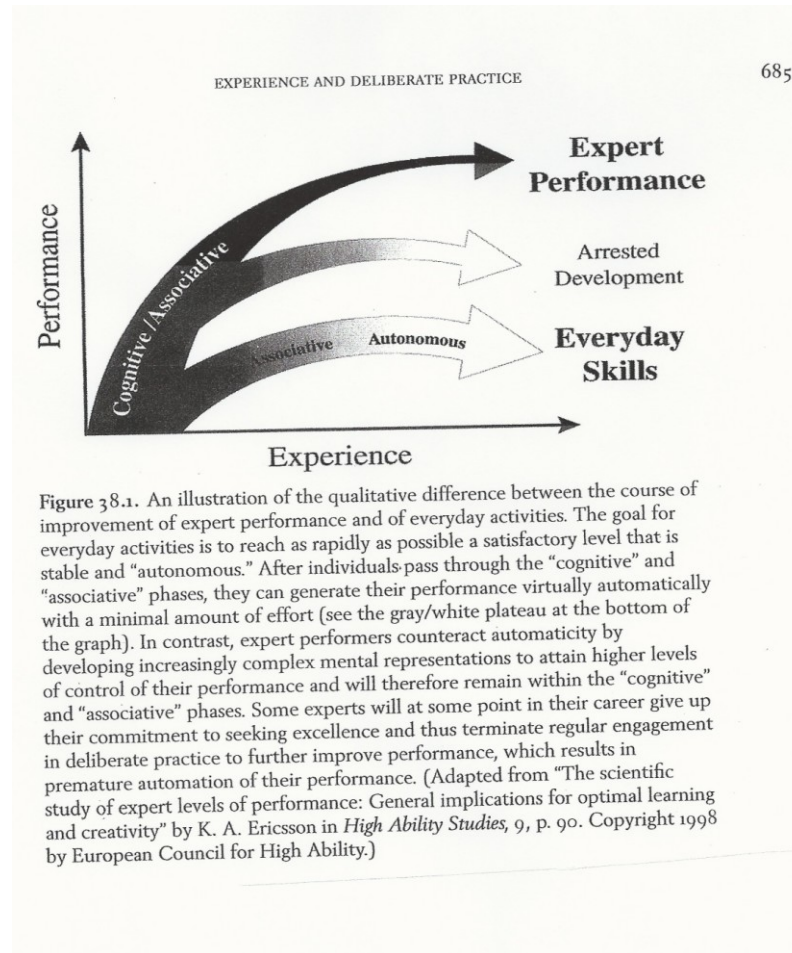 EXPERIENCE AND DELIBERATE PRACTICE
685
Performance
Cognitive /Associative
Expert
Performance
Arrested
Development
Associative
Autonomous
Everyday
Skills
Experience
Figure 38.1. An illustration of the qualitative difference between the course of
improvement of expert performance and of everyday activities. The goal for
everyday activities is to reach as rapidly as possible a satisfactory level that is
stable and “autonomous.” After individuals pass through the “cognitive” and
“associative” phases, they can generate their performance virtually automatically
with a minimal amount of effort (see the gray/white plateau at the bottom of
the graph). In contrast, expert performers counteract automaticity by
developing increasingly complex mental representations to attain higher levels
of control of their performance and will therefore remain within the “cognitive”
and “associative” phases. Some experts will at some point in their career give up
their commitment to seeking excellence and thus terminate regular engagement
in deliberate practice to further improve performance, which results in
premature automation of their performance. (Adapted from “The scientific
study of expert levels of performance: General implications for optimal learning
and creativity” by K. A. Ericsson in High Ability Studies, 9, p. 90. Copyright 1998
by European Council for High Ability.)